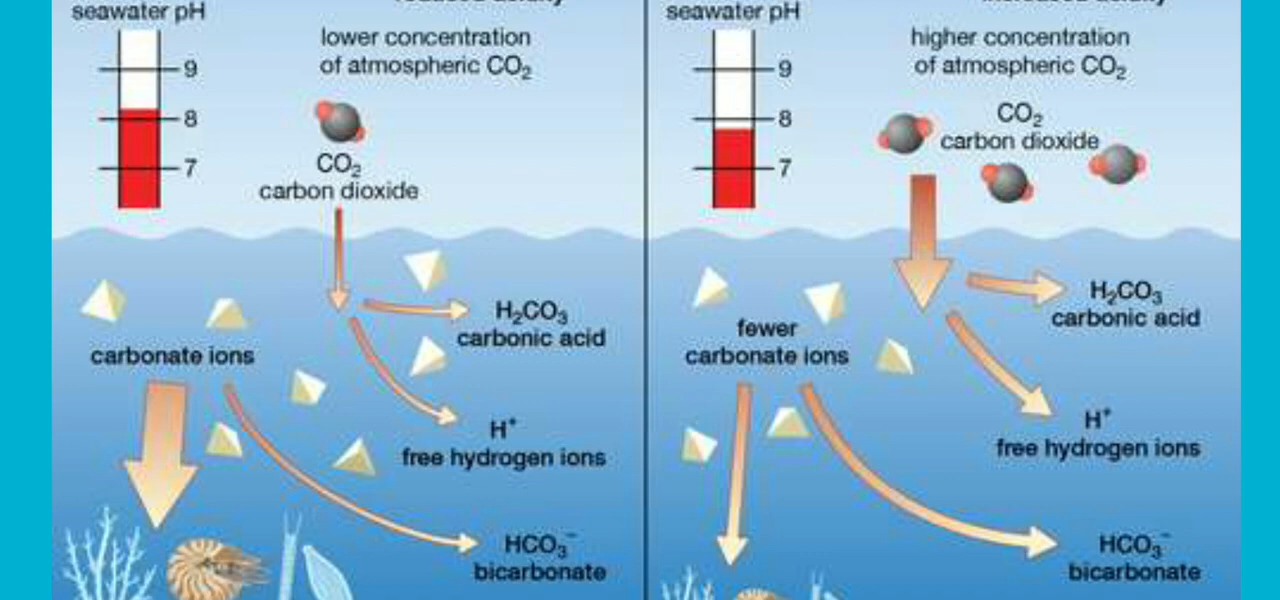 seawater pH
9
8
7
lower concentration
of atmospheric CO₂
CO₂
carbon dioxide
H₂CO₃
carbonic acid
carbonate ions
H⁺
free hydrogen ions
HCO₃⁻
bicarbonate
seawater pH
9
8
7
higher concentration
of atmospheric CO₂
CO₂
carbon dioxide
H₂CO₃
carbonic acid
fewer
carbonate ions
H⁺
free hydrogen ions
HCO₃⁻
bicarbonate